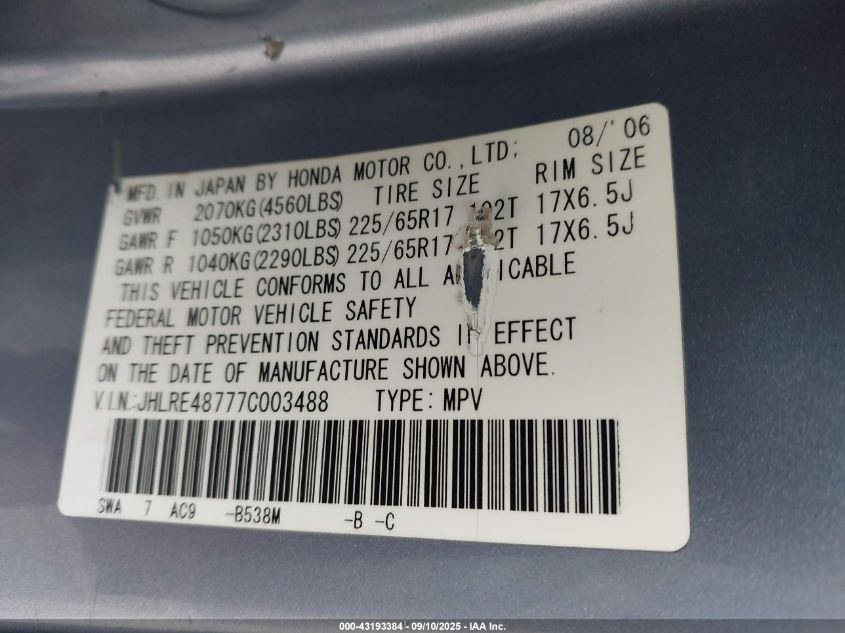 MFD. IN JAPAN BY HONDA MOTOR CO., LTD; 08/'06
GVWR 2070KG(4560LBS) TIRE SIZE RIM SIZE
GAWR F 1050KG(2310LBS) 225/65R17 102T 17X6.5J
GAWR R 1040KG(2290LBS) 225/65R17 2T 17X6.5J
THIS VEHICLE CONFORMS TO ALL A ICABLE
FEDERAL MOTOR VEHICLE SAFETY
AND THEFT PREVENTION STANDARDS IN EFFECT
ON THE DATE OF MANUFACTURE SHOWN ABOVE.
V.I.N.:JHLRE48777C003488 TYPE: MPV
SWA 7 AC9 -B538M -B -C
000-43193384 - 09/10/2025 - IAA Inc.